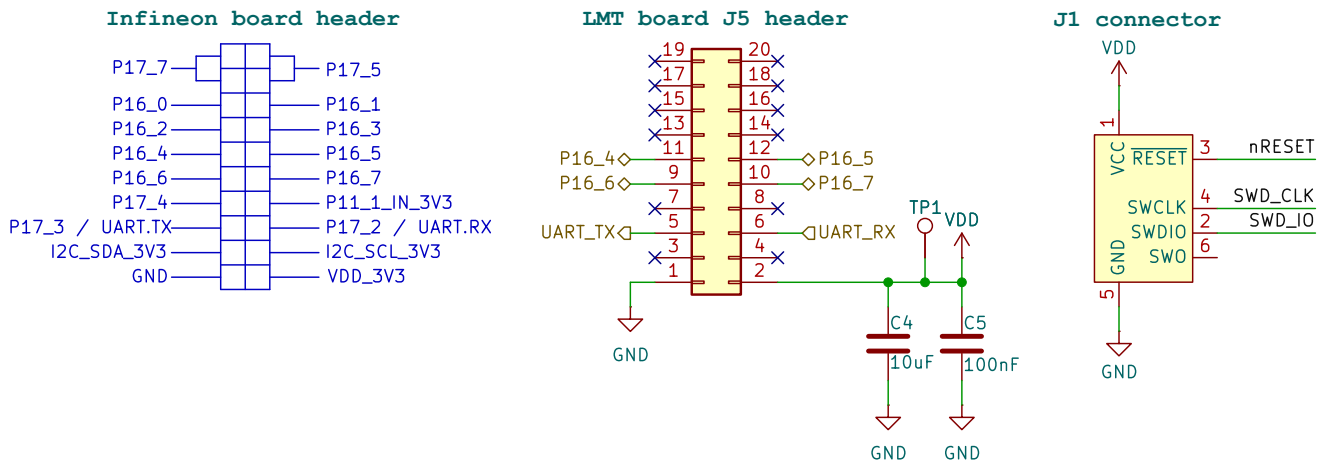 Infineon board header
P17_7 P17_5
P16_0 P16_1
P16_2 P16_3
P16_4 P16_5
P16_6 P16_7
P17_4 P11_1_IN_3V3
P17_3 / UART.TX P17_2 / UART.RX
I2C_SDA_3V3 I2C_SCL_3V3
GND VDD_3V3
LMT board J5 header
19 20
17 18
15 16
13 14
P16_4 11 12 P16_5
P16_6 9 10 P16_7
7 8
UART_TX 5 6 UART_RX
3 4
1 2
GND
TP1
VDD
C4
10uF
GND
C5
100nF
GND
J1 connector
VDD
1
VCC
RESET 3 nRESET
SWCLK 4 SWD_CLK
SWDIO 2 SWD_IO
SWO 6
GND
5
GND